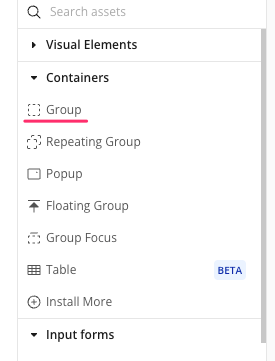 Search assets
Visual Elements
Containers
Group
Repeating Group
Popup
Floating Group
Group Focus
Table BETA
Install More
Input forms